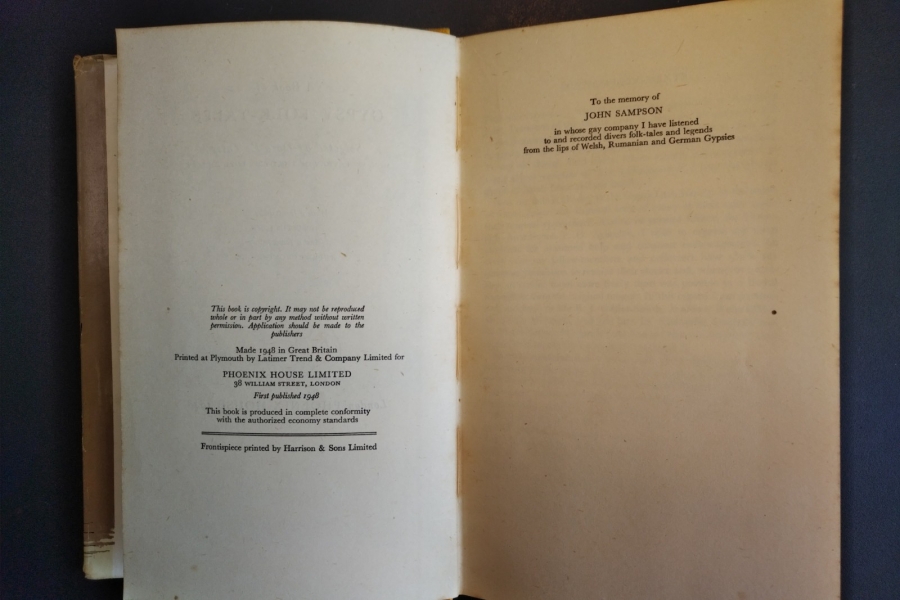 This book is copyright. It may not be reproduced
whole or in part by any method without written
permission. Application should be made to the
publishers
Made 1948 in Great Britain
Printed at Plymouth by Latimer Trend & Company Limited for
PHOENIX HOUSE LIMITED
38 WILLIAM STREET, LONDON
First published 1948
This book is produced in complete conformity
with the authorized economy standards
Frontispiece printed by Harrison & Sons Limited
To the memory of
JOHN SAMPSON
in whose gay company I have listened
to and recorded divers folk-tales and legends
from the lips of Welsh, Rumanian and German Gypsies